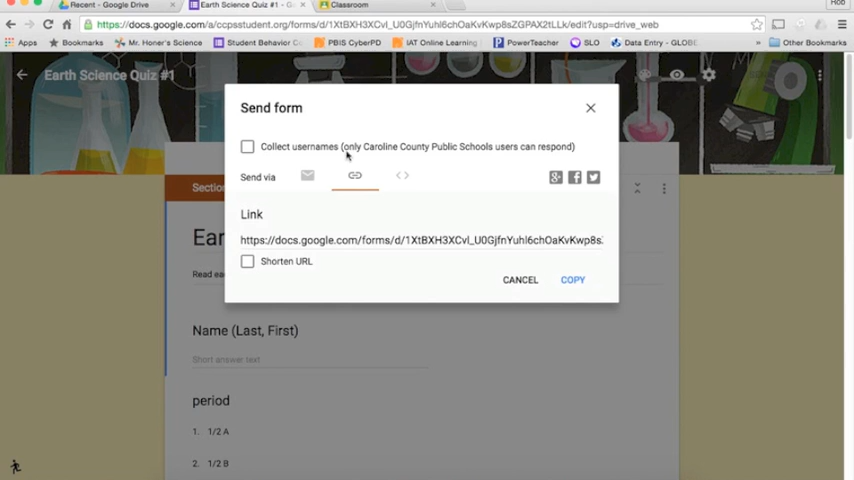 Recent - Google Drive
Earth Science Quiz #1 - G
Classroom
Rob
https://docs.google.com/a/ccpsstudent.org/forms/d/1XtBXH3XCvl_U0GjfnYuhl6chOaKvKwp8sZGPAX2tLLk/edit?usp=drive_web
Apps
Bookmarks
Mr. Honer's Science
Student Behavior Co
PBIS CyberPD
IAT Online Learning
PowerTeacher
SLO
Data Entry - GLOBE
Other Bookmarks
Earth Science Quiz #1
Send form
Collect usernames (only Caroline County Public Schools users can respond)
Send via
Section
Link
Ear
https://docs.google.com/forms/d/1XtBXH3XCvl_U0GjfnYuhl6chOaKvKwp8s
Shorten URL
Read ea
CANCEL
COPY
Name (Last, First)
Short answer text
period
1. 1/2 A
2. 1/2 B